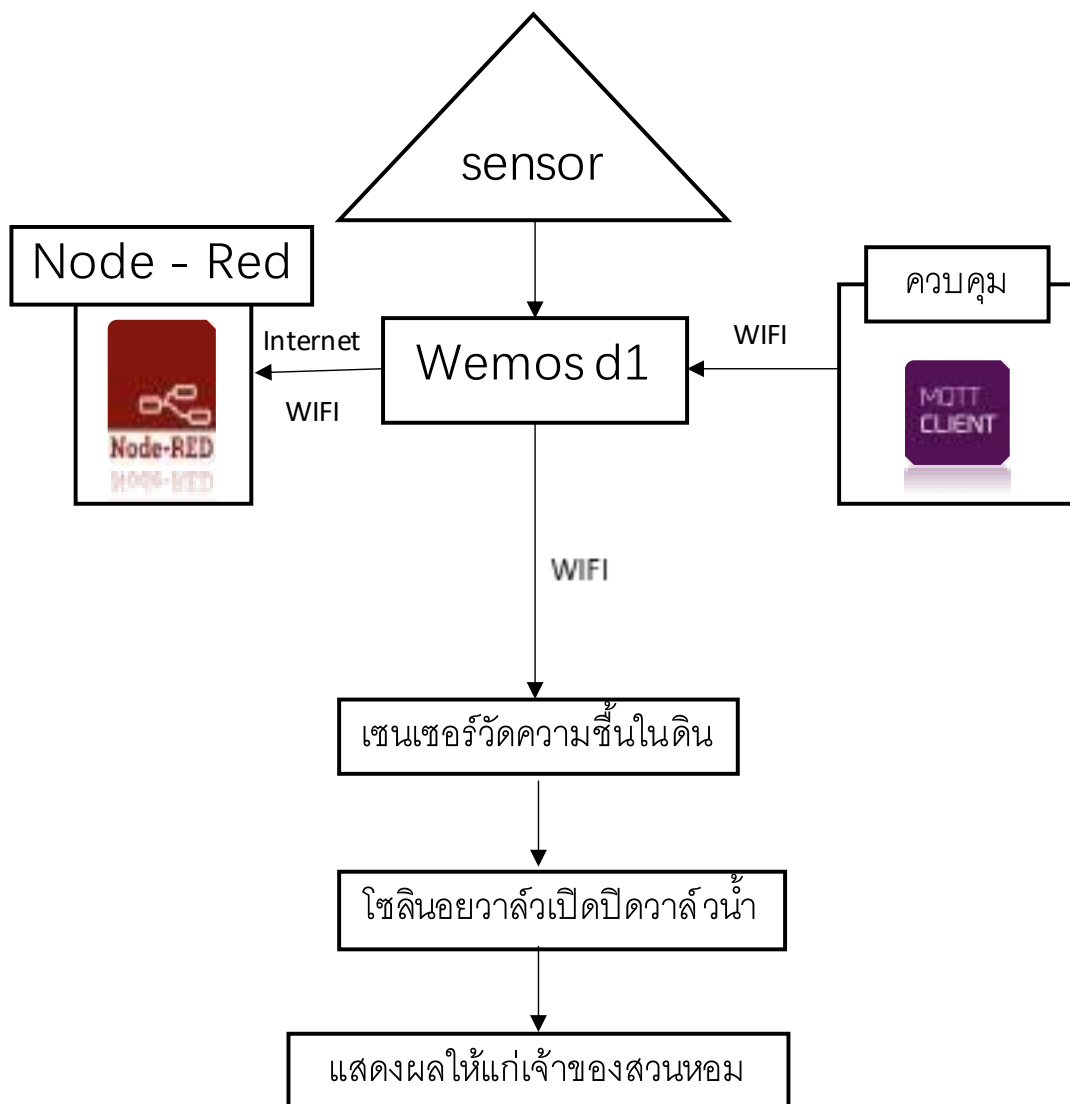 sensor
Node - Red
ควบคุม
Internet
WIFI
Node-RED
Wemos d1
WIFI
MQTT
CLIENT
WIFI
เซนเซอร์วัดความชื้นในดิน
โซลินอยวาล์วเปิดปิดวาล์วน้ำ
แสดงผลให้แก่เจ้าของสวนหอม